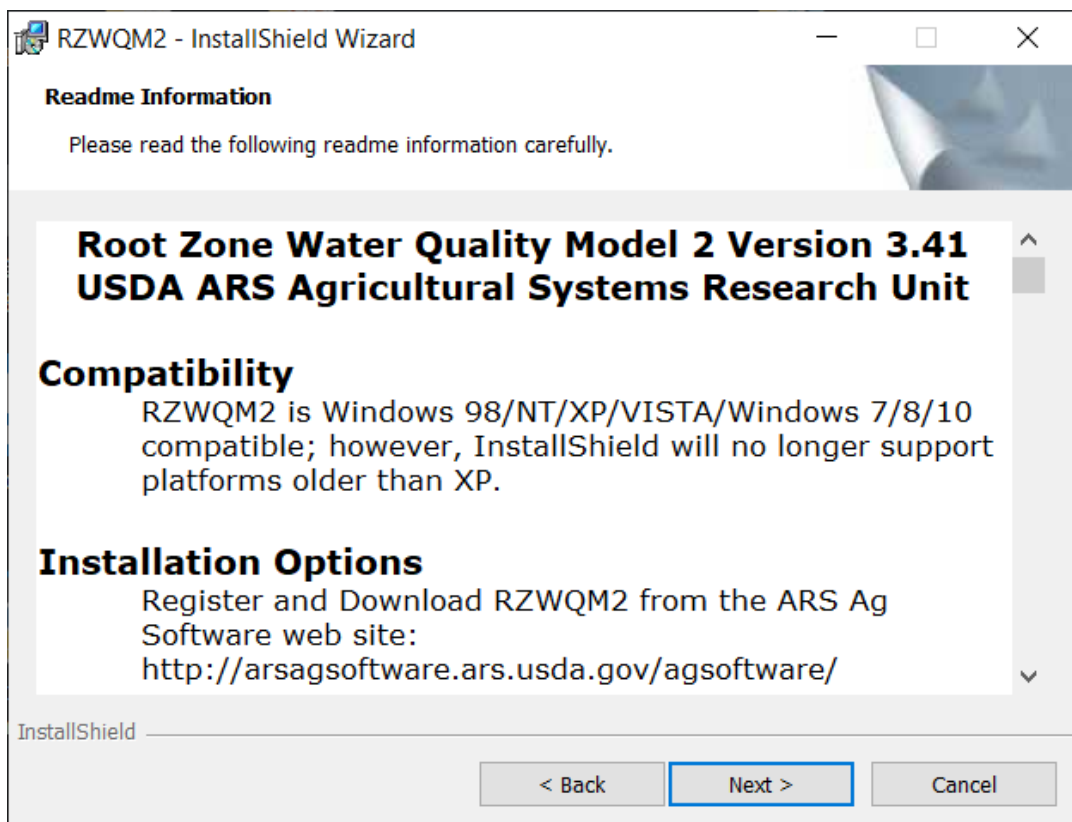 RZWQM2 - InstallShield Wizard
Readme Information
Please read the following readme information carefully.
Root Zone Water Quality Model 2 Version 3.41
USDA ARS Agricultural Systems Research Unit
Compatibility
RZWQM2 is Windows 98/NT/XP/VISTA/Windows 7/8/10
compatible; however, InstallShield will no longer support
platforms older than XP.
Installation Options
Register and Download RZWQM2 from the ARS Ag
Software web site:
http://arsagsoftware.ars.usda.gov/agsoftware/
InstallShield
< Back
Next >
Cancel